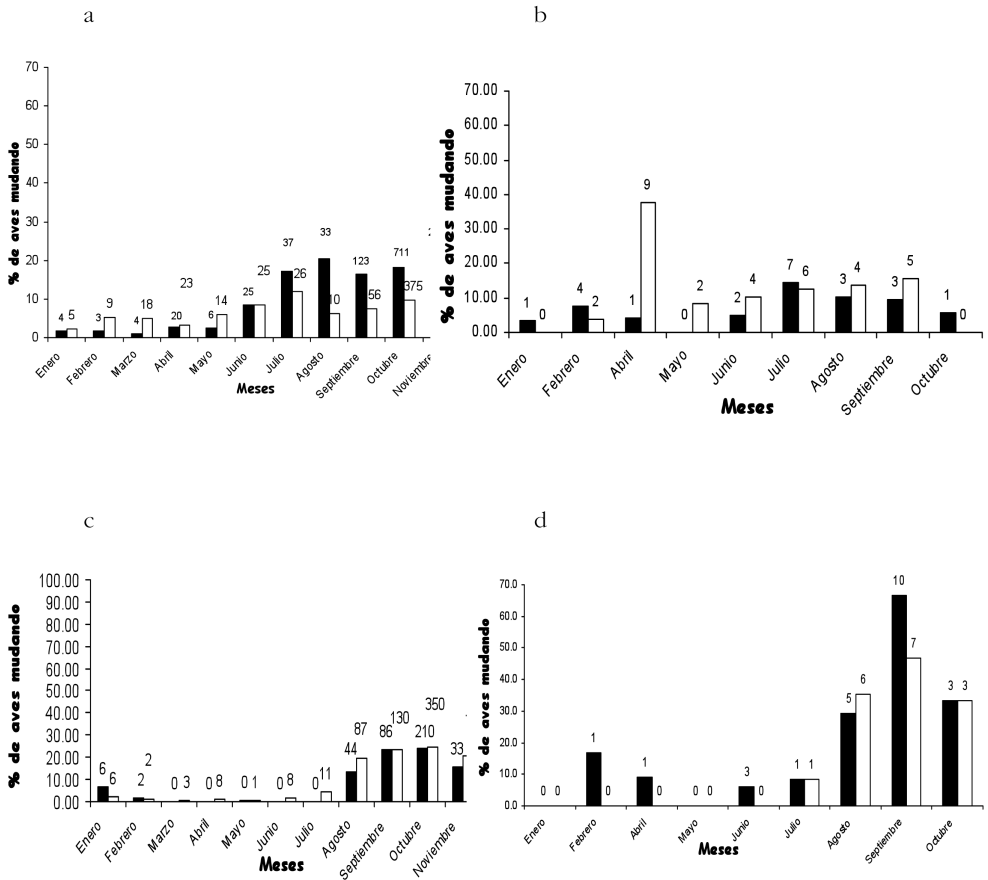 a
% de aves mudando
70
60
50
40
30
20
10
0
4 5 3 9 4 18 20 23 6 14 25 25 37 26 33 10 123 56 711 375
Enero Febrero Marzo Abril Mayo Junio Julio Agosto Septiembre Octubre Noviembre
Meses
b
% de aves mudando
70.00
60.00
50.00
40.00
30.00
20.00
10.00
0.00
1 0 4 2 1 9 0 2 2 4 7 6 3 4 3 5 1 0
Enero Febrero Abril Mayo Junio Julio Agosto Septiembre Octubre
Meses
c
% de aves mudando
100.00
90.00
80.00
70.00
60.00
50.00
40.00
30.00
20.00
10.00
0.00
6 6 2 2 0 3 0 8 0 1 0 8 0 11 44 87 86 130 210 350 33
Enero Febrero Marzo Abril Mayo Junio Julio Agosto Septiembre Octubre Noviembre
Meses
d
% de aves mudando
70.0
60.0
50.0
40.0
30.0
20.0
10.0
0.0
0 0 1 0 1 0 0 0 3 0 1 1 5 6 10 7 3 3
Enero Febrero Abril Mayo Junio Julio Agosto Septiembre Octubre
Meses